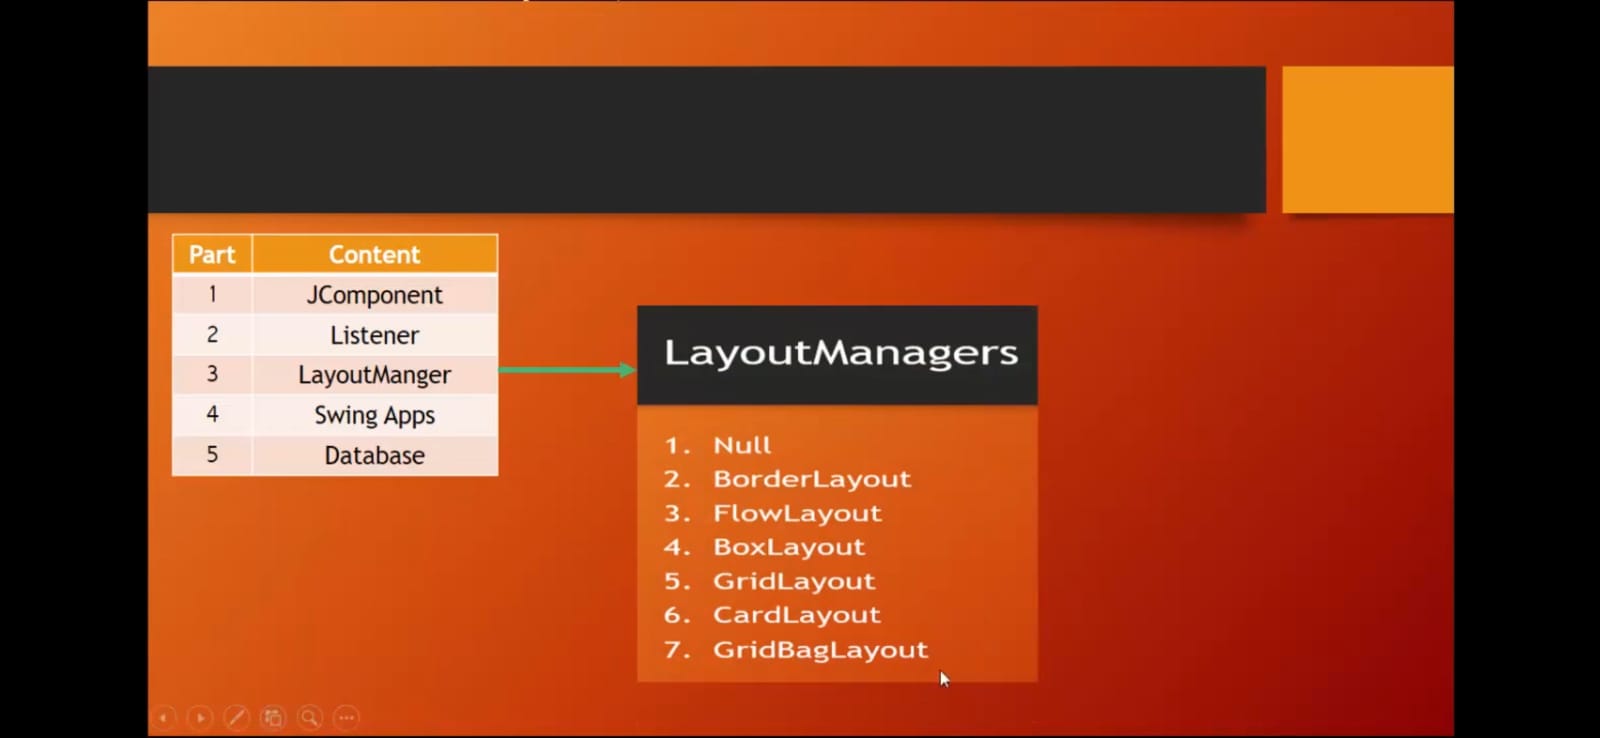 Part Content
1 JComponent
2 Listener
3 LayoutManger
4 Swing Apps
5 Database
LayoutManagers
1. Null
2. BorderLayout
3. FlowLayout
4. BoxLayout
5. GridLayout
6. CardLayout
7. GridBagLayout